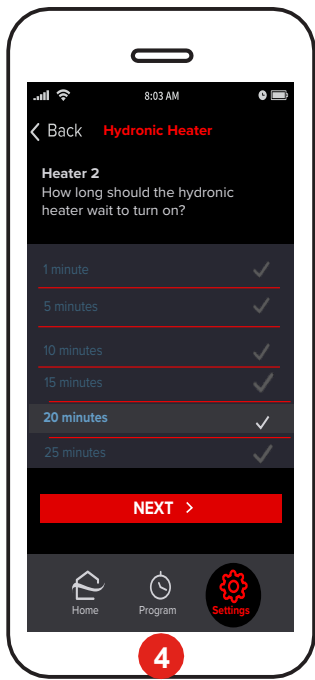 8:03 AM
Back Hydronic Heater
Heater 2
How long should the hydronic
heater wait to turn on?
1 minute
5 minutes
10 minutes
15 minutes
20 minutes
25 minutes
NEXT >
Home Program Settings
4